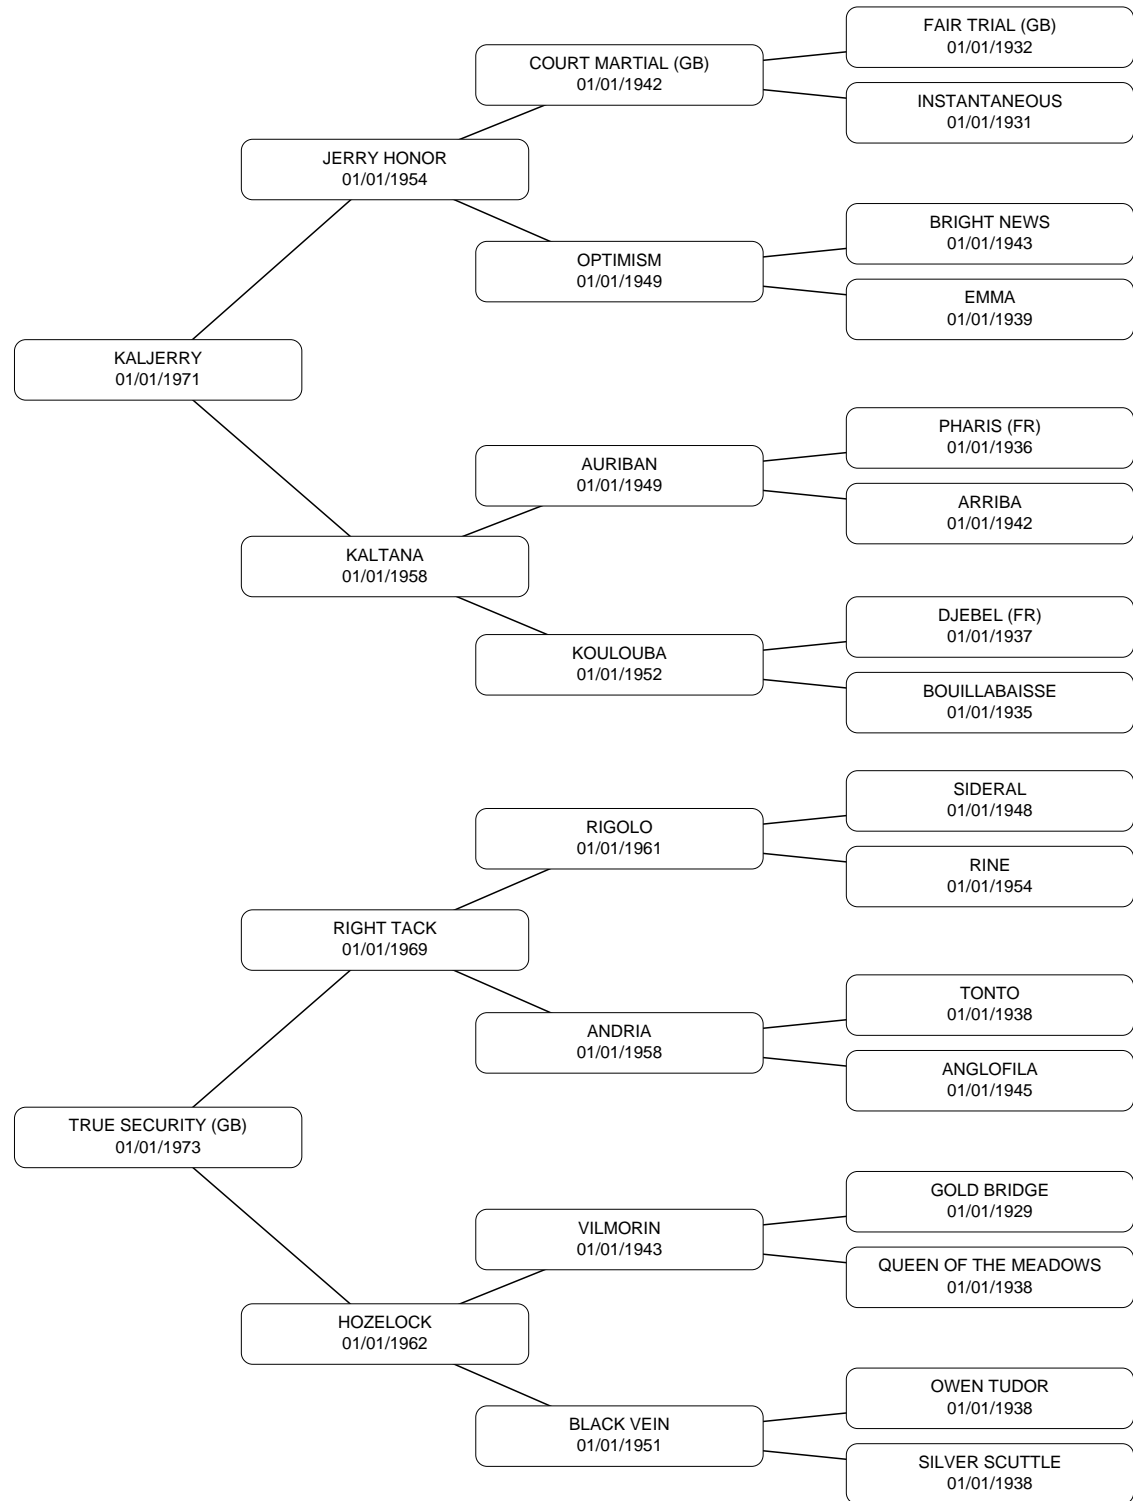 FAIR TRIAL (GB)
01/01/1932
COURT MARTIAL (GB)
01/01/1942
INSTANTANEOUS
01/01/1931
JERRY HONOR
01/01/1954
BRIGHT NEWS
01/01/1943
OPTIMISM
01/01/1949
EMMA
01/01/1939
KALJERRY
01/01/1971
PHARIS (FR)
01/01/1936
AURIBAN
01/01/1949
ARRIBA
01/01/1942
KALTANA
01/01/1958
DJEBEL (FR)
01/01/1937
KOULOUBA
01/01/1952
BOUILLABAISSE
01/01/1935
SIDERAL
01/01/1948
RIGOLO
01/01/1961
RINE
01/01/1954
RIGHT TACK
01/01/1969
TONTO
01/01/1938
ANDRIA
01/01/1958
ANGLOFILA
01/01/1945
TRUE SECURITY (GB)
01/01/1973
GOLD BRIDGE
01/01/1929
VILMORIN
01/01/1943
QUEEN OF THE MEADOWS
01/01/1938
HOZELOCK
01/01/1962
OWEN TUDOR
01/01/1938
BLACK VEIN
01/01/1951
SILVER SCUTTLE
01/01/1938